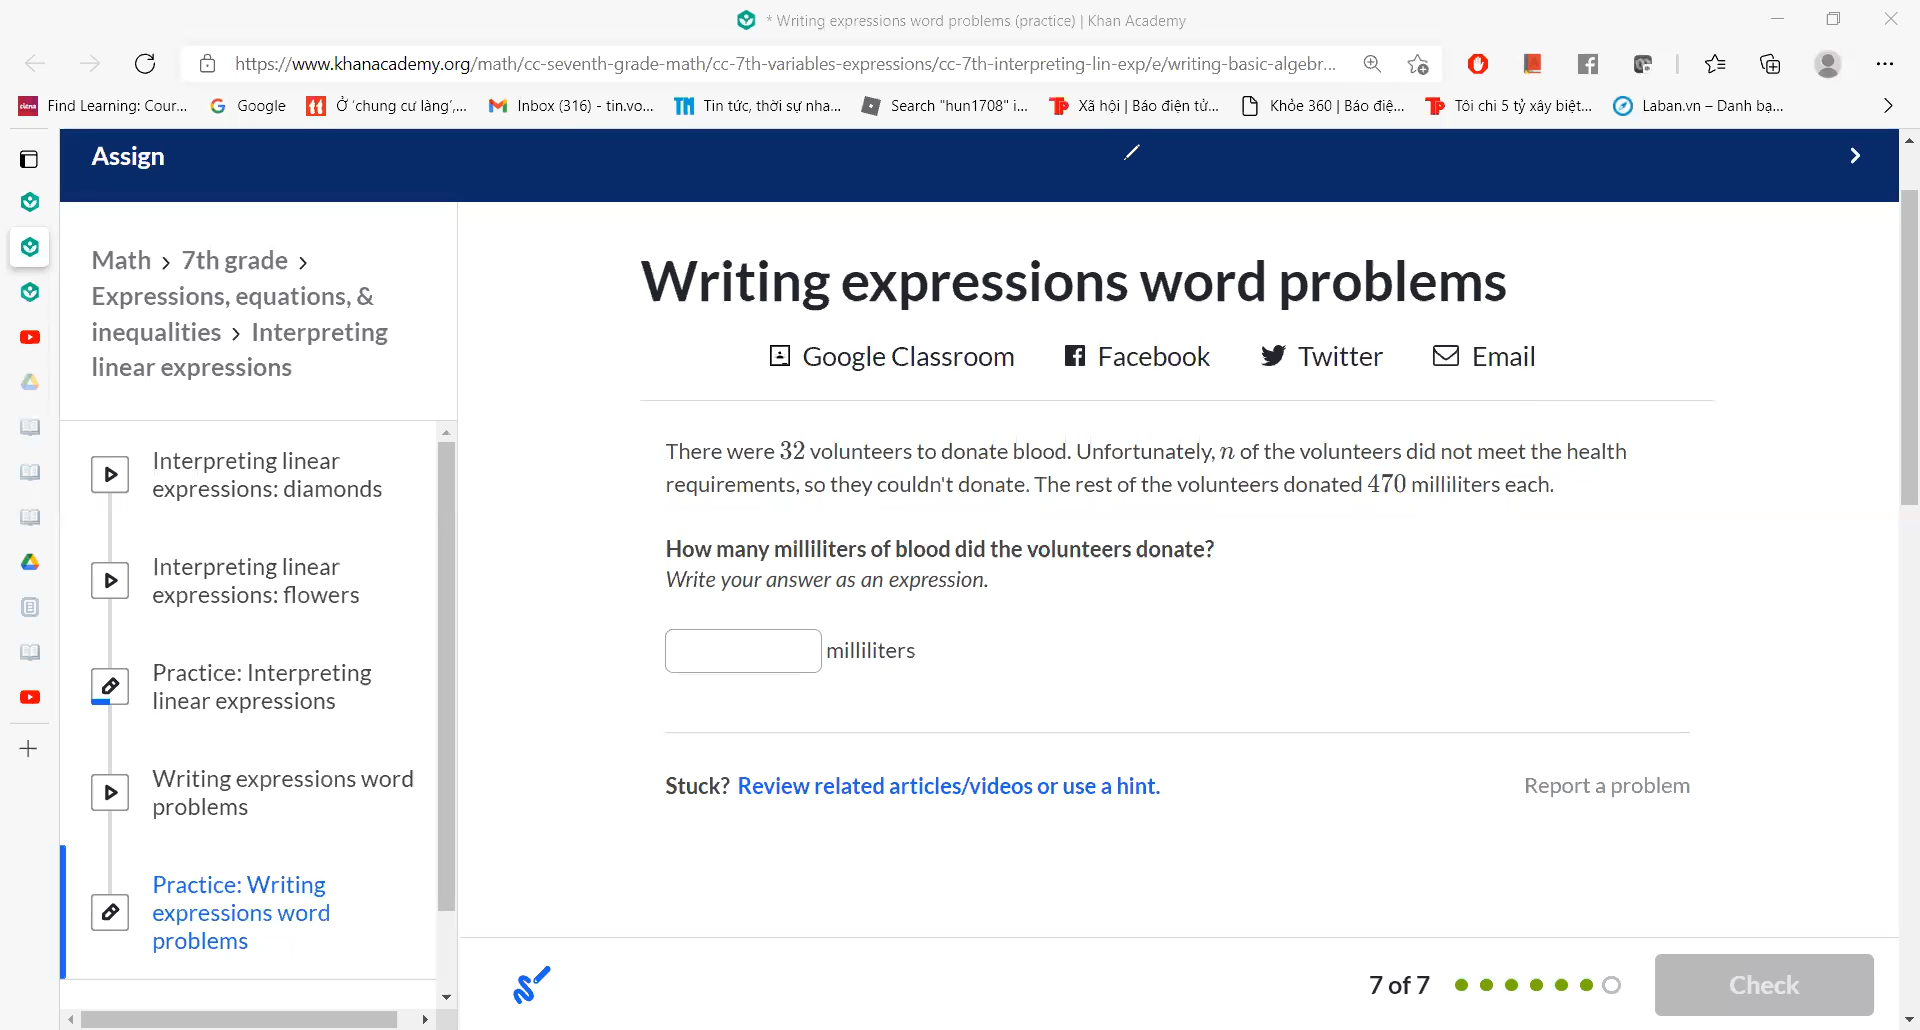 * Writing expressions word problems (practice) | Khan Academy
https://www.khanacademy.org/math/cc-seventh-grade-math/cc-7th-variables-expressions/cc-7th-interpreting-lin-exp/e/writing-basic-algebr...
Find Learning: Cour... Google Ở 'chung cư làng',... Inbox (316) - tin.vo... Tin tức, thời sự nha... Search "hun1708" i... Xã hội | Báo điện tử... Khỏe 360 | Báo điệ... Tôi chi 5 tỷ xây biệt... Laban.vn – Danh bạ...
Assign
Math > 7th grade >
Expressions, equations, &
inequalities > Interpreting
linear expressions
Interpreting linear
expressions: diamonds
Interpreting linear
expressions: flowers
Practice: Interpreting
linear expressions
Writing expressions word
problems
Practice: Writing
expressions word
problems
Writing expressions word problems
Google Classroom Facebook Twitter Email
There were 32 volunteers to donate blood. Unfortunately, n of the volunteers did not meet the health
requirements, so they couldn't donate. The rest of the volunteers donated 470 milliliters each.
How many milliliters of blood did the volunteers donate?
Write your answer as an expression.
milliliters
Stuck? Review related articles/videos or use a hint.
Report a problem
7 of 7
Check